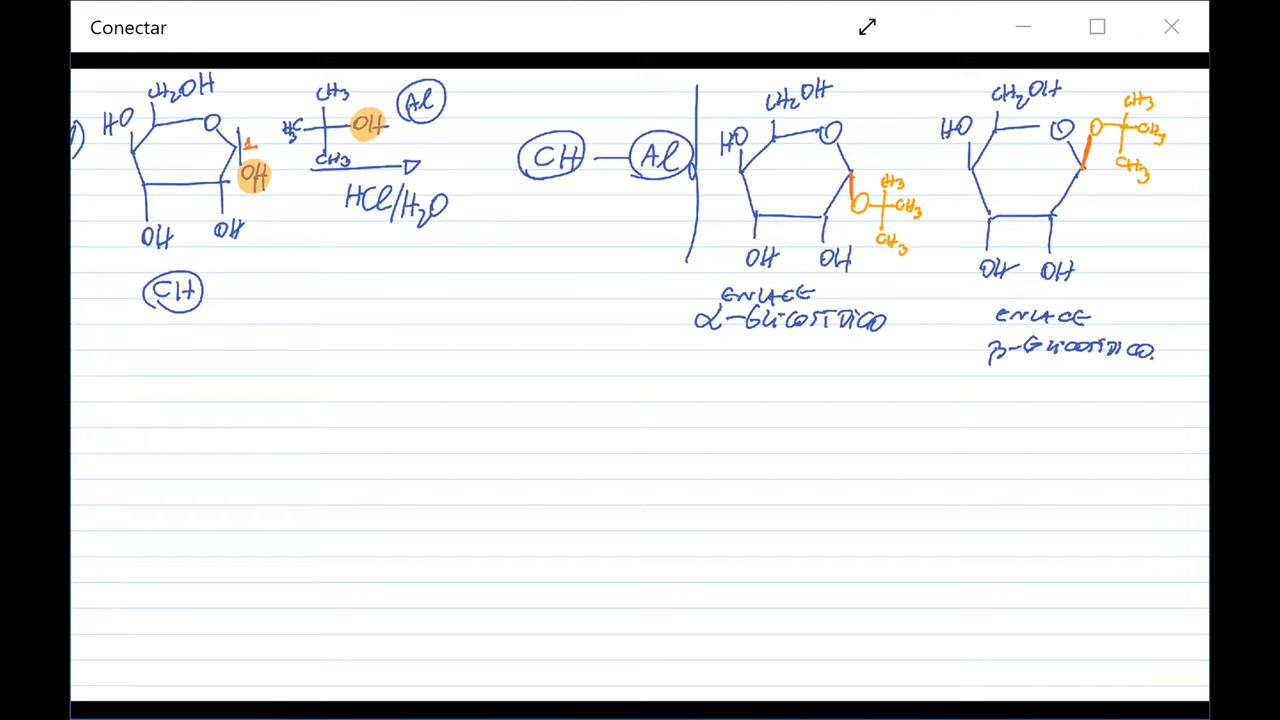 Conectar
CH2OH
HO
O
1
OH
OH
OH
CH
CH3
H3C
OH
CH3
Al
HCl/H2O
CH — Al
CH2OH
HO
O
O
CH3
CH3
CH3
OH
OH
ENLACE
α-GLICOSÍDICO
CH2OH
HO
O
O
CH3
CH3
CH3
OH
OH
ENLACE
β-GLICOSÍDICO.